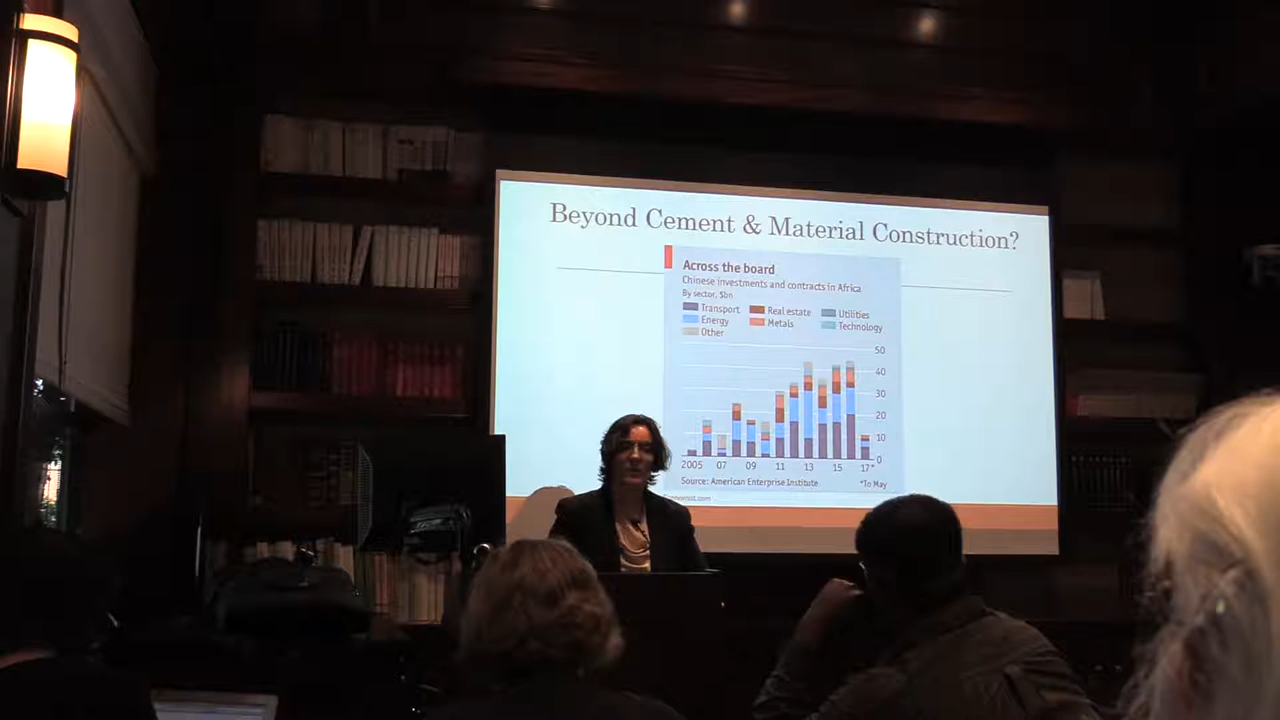 Beyond Cement & Material Construction?
Across the board
Chinese investments and contracts in Africa
By sector, $bn
Transport Real estate Utilities
Energy Metals Technology
Other
50
40
30
20
10
0
2005 07 09 11 13 15 17*
Source: American Enterprise Institute *To May